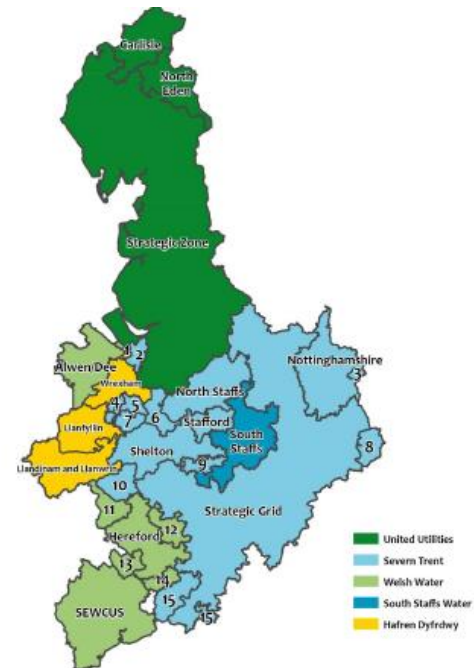 Carlisle
North
Eden
Strategic Zone
4
2
Alwen Dee
Wrexham
Nottinghamshire
3
North Staffs
4
5
Llanfyllin
7
6
Stafford
South
Staffs
8
Shelton
9
Llandinam and Llanwrin
10
Strategic Grid
11
Hereford
12
13
14
SEWCUS
15
15
United Utilities
Severn Trent
Welsh Water
South Staffs Water
Hafren Dyfrdwy